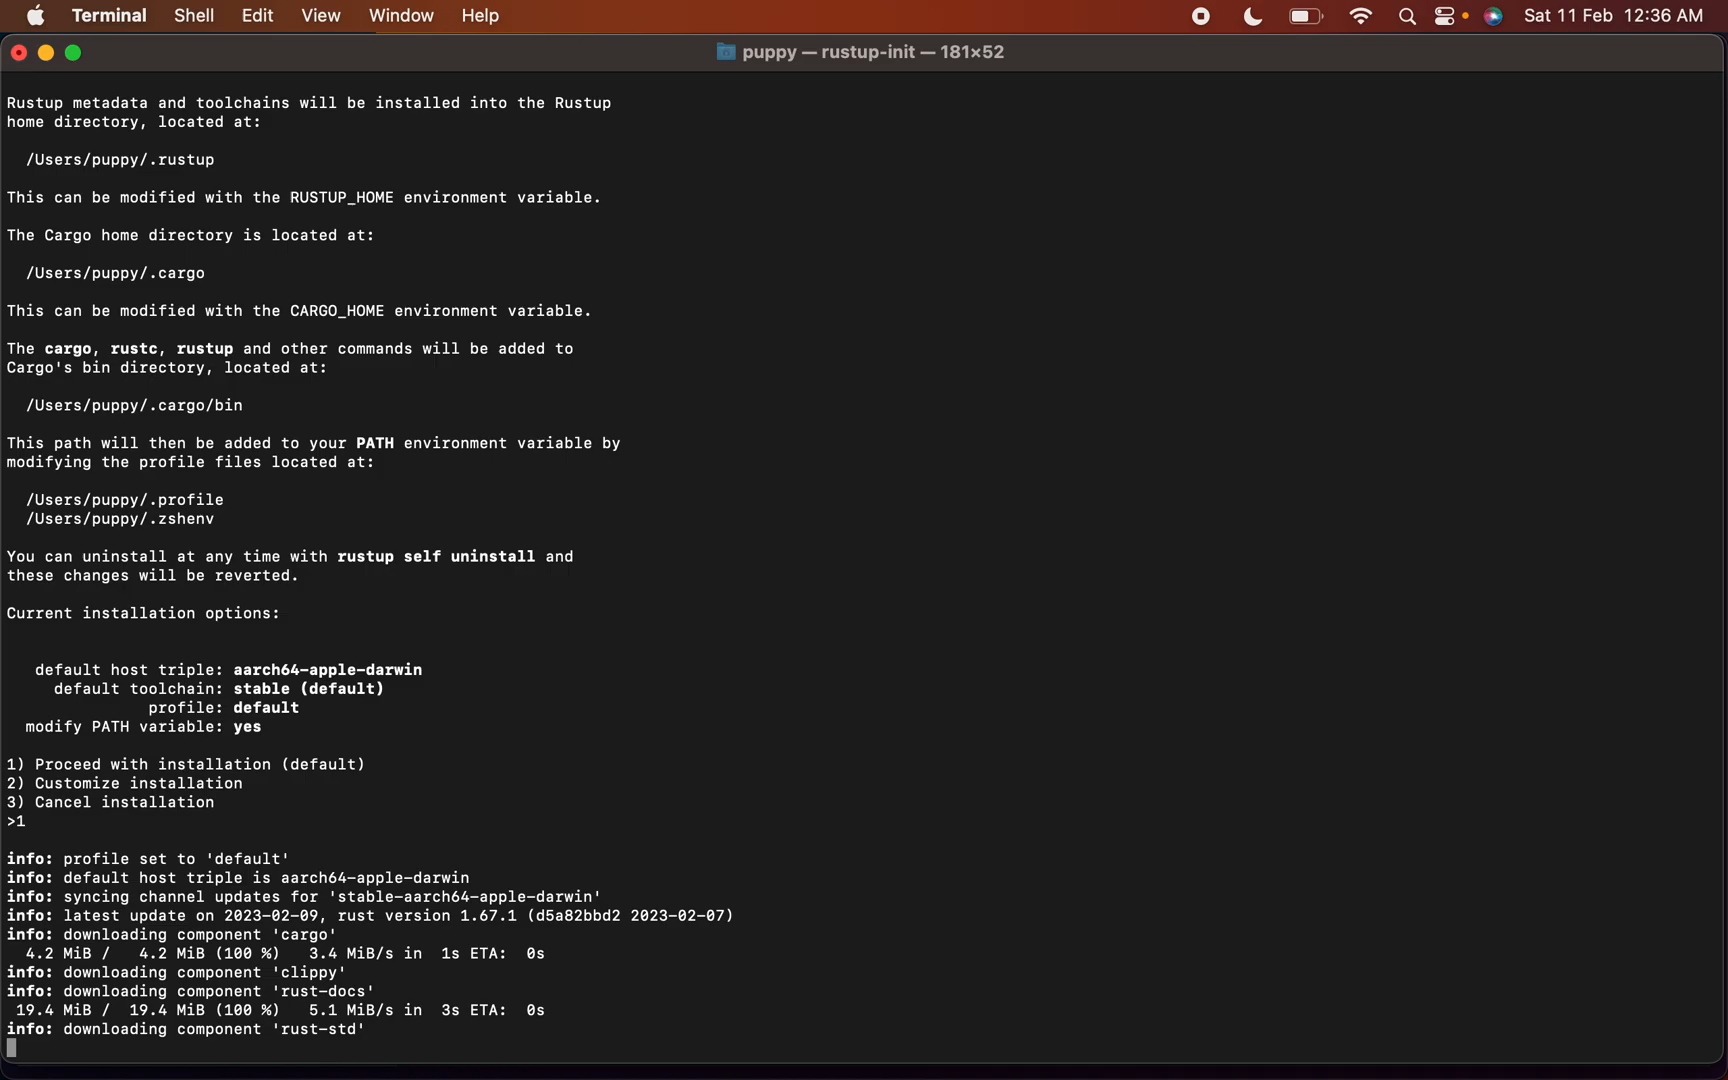 Terminal Shell Edit View Window Help Sat 11 Feb 12:36 AM
puppy — rustup-init — 181×52
Rustup metadata and toolchains will be installed into the Rustup
home directory, located at:
/Users/puppy/.rustup
This can be modified with the RUSTUP_HOME environment variable.
The Cargo home directory is located at:
/Users/puppy/.cargo
This can be modified with the CARGO_HOME environment variable.
The cargo, rustc, rustup and other commands will be added to
Cargo's bin directory, located at:
/Users/puppy/.cargo/bin
This path will then be added to your PATH environment variable by
modifying the profile files located at:
/Users/puppy/.profile
/Users/puppy/.zshenv
You can uninstall at any time with rustup self uninstall and
these changes will be reverted.
Current installation options:
default host triple: aarch64-apple-darwin
default toolchain: stable (default)
profile: default
modify PATH variable: yes
1) Proceed with installation (default)
2) Customize installation
3) Cancel installation
>1
info: profile set to 'default'
info: default host triple is aarch64-apple-darwin
info: syncing channel updates for 'stable-aarch64-apple-darwin'
info: latest update on 2023-02-09, rust version 1.67.1 (d5a82bbd2 2023-02-07)
info: downloading component 'cargo'
4.2 MiB / 4.2 MiB (100 %) 3.4 MiB/s in 1s ETA: 0s
info: downloading component 'clippy'
info: downloading component 'rust-docs'
19.4 MiB / 19.4 MiB (100 %) 5.1 MiB/s in 3s ETA: 0s
info: downloading component 'rust-std'